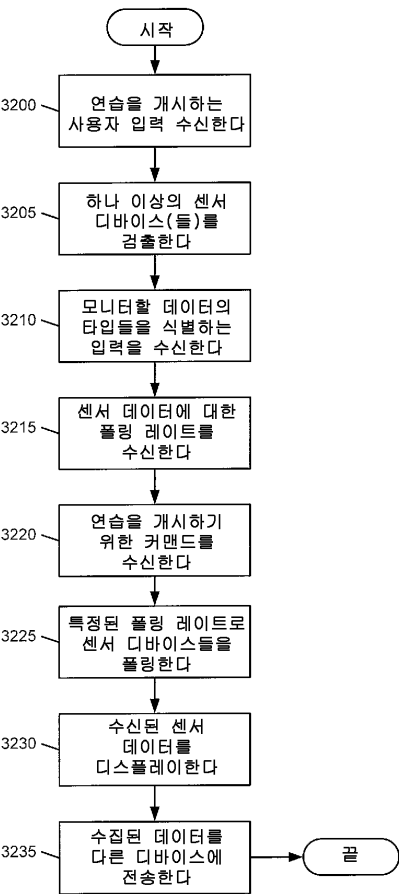 시작
3200
연습을 개시하는
사용자 입력 수신한다
3205
하나 이상의 센서
디바이스(들)를
검출한다
3210
모니터할 데이터의
타입들을 식별하는
입력을 수신한다
3215
센서 데이터에 대한
폴링 레이트를
수신한다
3220
연습을 개시하기
위한 커맨드를
수신한다
3225
특정된 폴링 레이트로
센서 디바이스들을
폴링한다
3230
수신된 센서
데이터를
디스플레이한다
3235
수집된 데이터를
다른 디바이스에
전송한다
끝